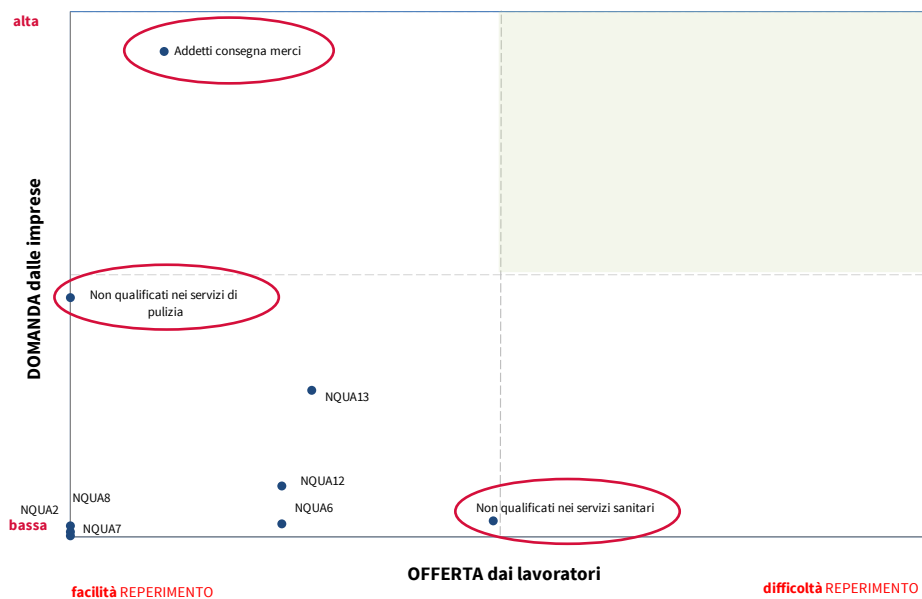 alta
Addetti consegna merci
DOMANDA dalle imprese
Non qualificati nei servizi di
pulizia
NQUA13
NQUA12
NQUA8
NQUA2
NQUA6
Non qualificati nei servizi sanitari
bassa
NQUA7
OFFERTA dai lavoratori
facilità REPERIMENTO
difficoltà REPERIMENTO